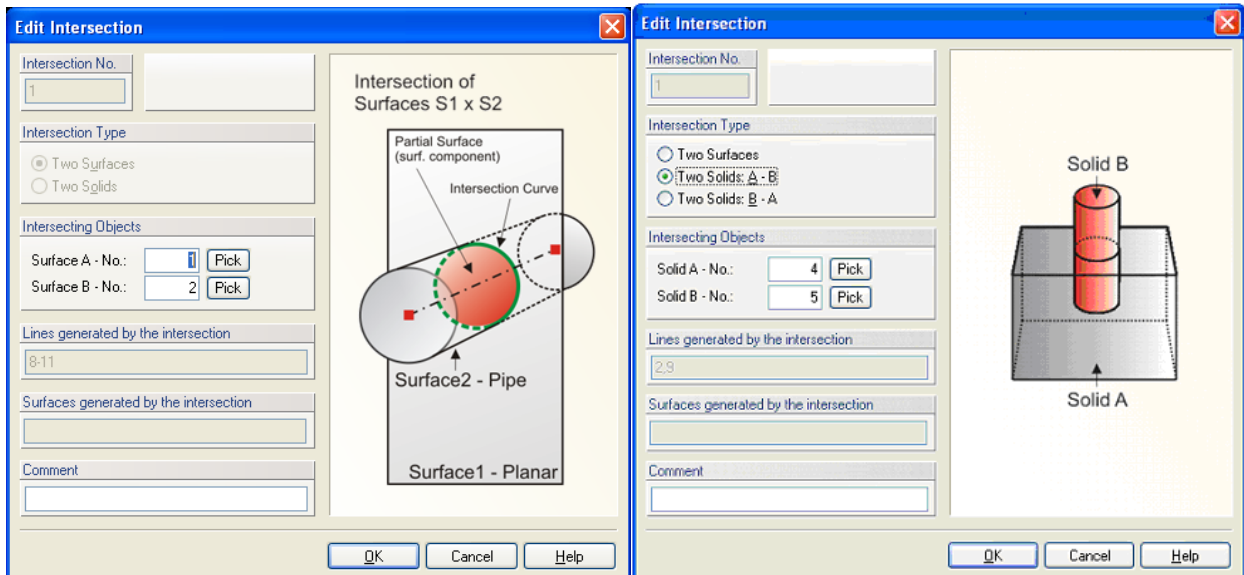 Edit Intersection
Intersection No.
1
Intersection Type
Two Surfaces
Two Solids
Intersecting Objects
Surface A - No.: 1 Pick
Surface B - No.: 2 Pick
Lines generated by the intersection
8-11
Surfaces generated by the intersection
Comment
Intersection of
Surfaces S1 x S2
Partial Surface
(surf. component)
Intersection Curve
Surface2 - Pipe
Surface1 - Planar
OK Cancel Help
Edit Intersection
Intersection No.
1
Intersection Type
Two Surfaces
Two Solids: A - B
Two Solids: B - A
Intersecting Objects
Solid A - No.: 4 Pick
Solid B - No.: 5 Pick
Lines generated by the intersection
2,9
Surfaces generated by the intersection
Comment
Solid B
Solid A
OK Cancel Help